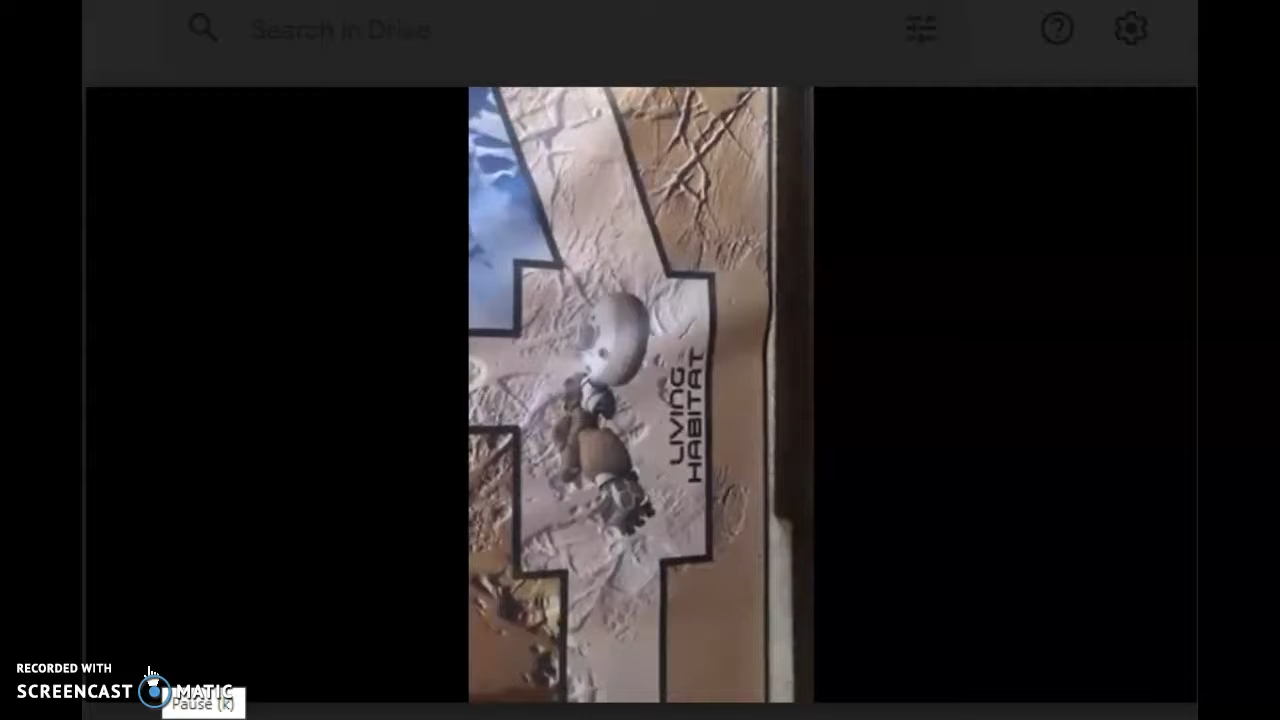 Search in Drive
LIVING
HABITAT
RECORDED WITH
SCREENCAST MATIC
Pause (k)